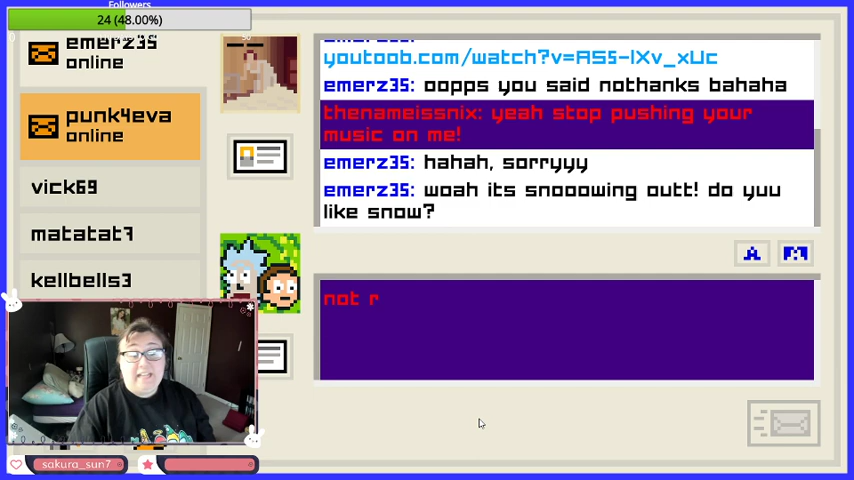 Followers
24 (48.00%)
emerz35
online
punk4eva
online
vick69
matatat7
kellbells3
youtoob.com/watch?v=ASS-lXv_xUc
emerz35: oopps you said nothanks bahaha
thenameissnix: yeah stop pushing your
music on me!
emerz35: hahah, sorryyy
emerz35: woah its snooowing outt! do yuu
like snow?
A
not r
sakura_sun7